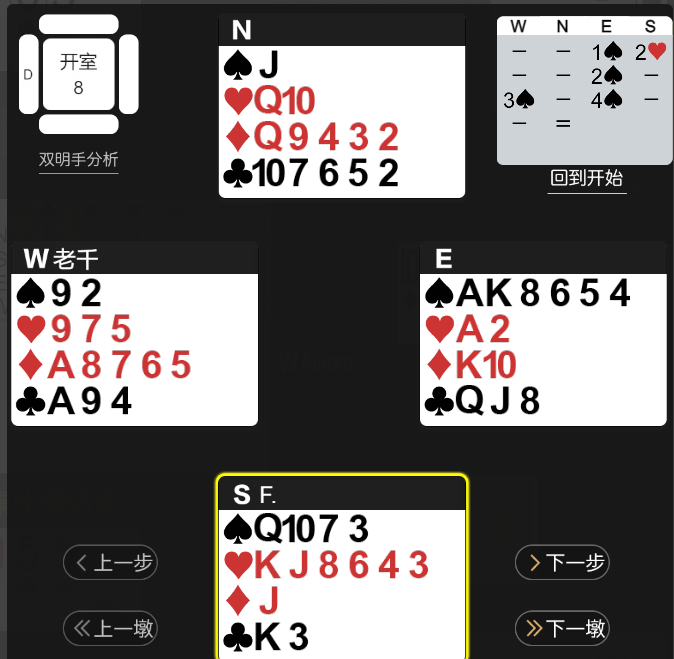 N
♠J
♥Q10
♦Q9432
♣107652
D
开室
8
双明手分析
W N E S
– – 1♠ 2♥
– – 2♠ –
3♠ – 4♠ –
– =
回到开始
W 老千
♠92
♥975
♦A8765
♣A94
E
♠AK8654
♥A2
♦K10
♣QJ8
S F.
♠Q1073
♥KJ8643
♦J
♣K3
上一步
下一步
上一墩
下一墩